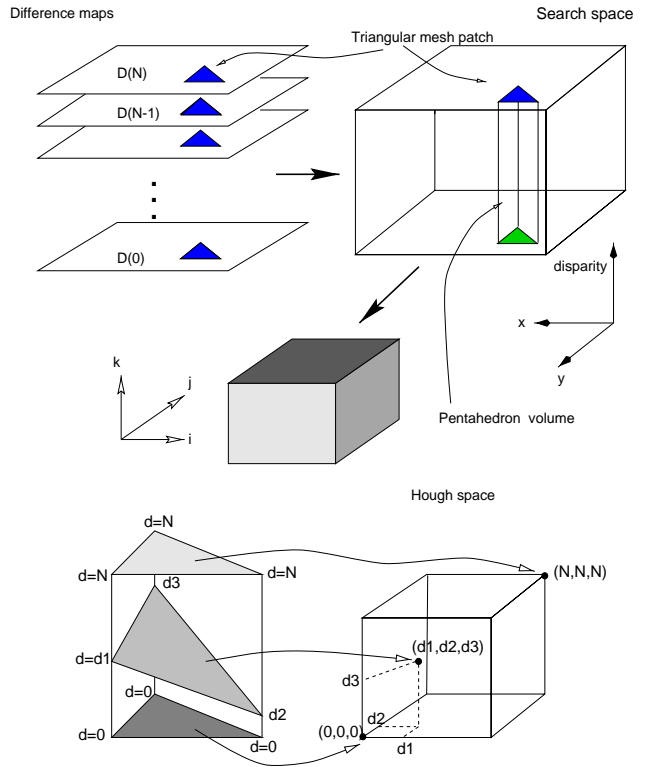 Difference maps
Search space
Triangular mesh patch
D(N)
D(N-1)
D(0)
disparity
x
y
k
j
i
Pentahedron volume
Hough space
d=N
d=N
d=N
(N,N,N)
d3
(d1,d2,d3)
d=d1
d3
d=0
d2
d2
(0,0,0)
d=0
d=0
d1